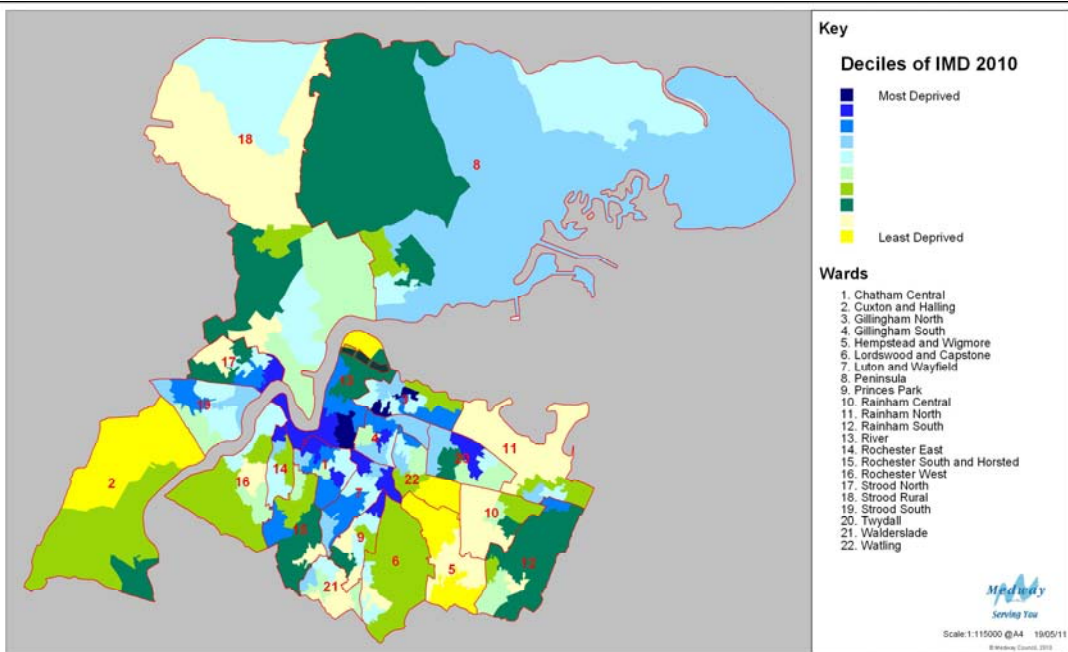 Key
Deciles of IMD 2010
Most Deprived
Least Deprived
Wards
1. Chatham Central
2. Cuxton and Halling
3. Gillingham North
4. Gillingham South
5. Hempstead and Wigmore
6. Lordswood and Capstone
7. Luton and Wayfield
8. Peninsula
9. Princes Park
10. Rainham Central
11. Rainham North
12. Rainham South
13. River
14. Rochester East
15. Rochester South and Horsted
16. Rochester West
17. Strood North
18. Strood Rural
19. Strood South
20. Twydall
21. Walderslade
22. Watling
Medway
Serving You
Scale:1:115000 @A4 19/05/11
© Medway Council, 2010
18
8
17
13
19
3
4
11
20
2
14
1
16
7
22
10
15
9
6
12
5
21